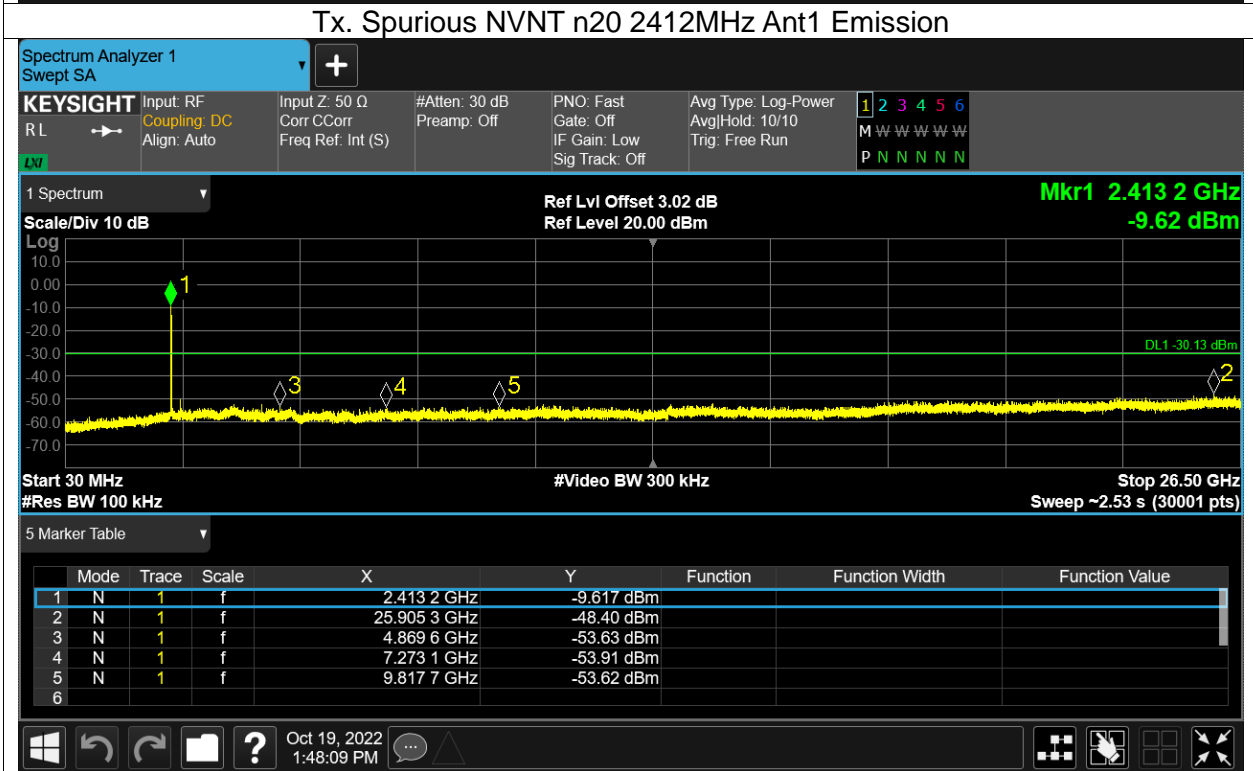 Tx. Spurious NVNT n20 2412MHz Ant1 Emission
Spectrum Analyzer 1
Swept SA
KEYSIGHT Input: RF Input Z: 50 Ω #Atten: 30 dB PNO: Fast Avg Type: Log-Power 1 2 3 4 5 6
R L Coupling: DC Corr CCorr Preamp: Off Gate: Off Avg|Hold: 10/10 M W W W W W
Align: Auto Freq Ref: Int (S) IF Gain: Low Trig: Free Run
LXI Sig Track: Off P N N N N N
1 Spectrum Ref Lvl Offset 3.02 dB Mkr1 2.413 2 GHz
Scale/Div 10 dB Ref Level 20.00 dBm -9.62 dBm
Log
10.0
0.00 1
-10.0
-20.0
-30.0 DL1 -30.13 dBm
-40.0 3 4 5 2
-50.0
-60.0
-70.0
Start 30 MHz #Video BW 300 kHz Stop 26.50 GHz
#Res BW 100 kHz Sweep ~2.53 s (30001 pts)
5 Marker Table
Mode Trace Scale X Y Function Function Width Function Value
1 N 1 f 2.413 2 GHz -9.617 dBm
2 N 1 f 25.905 3 GHz -48.40 dBm
3 N 1 f 4.869 6 GHz -53.63 dBm
4 N 1 f 7.273 1 GHz -53.91 dBm
5 N 1 f 9.817 7 GHz -53.62 dBm
6
? Oct 19, 2022
1:48:09 PM